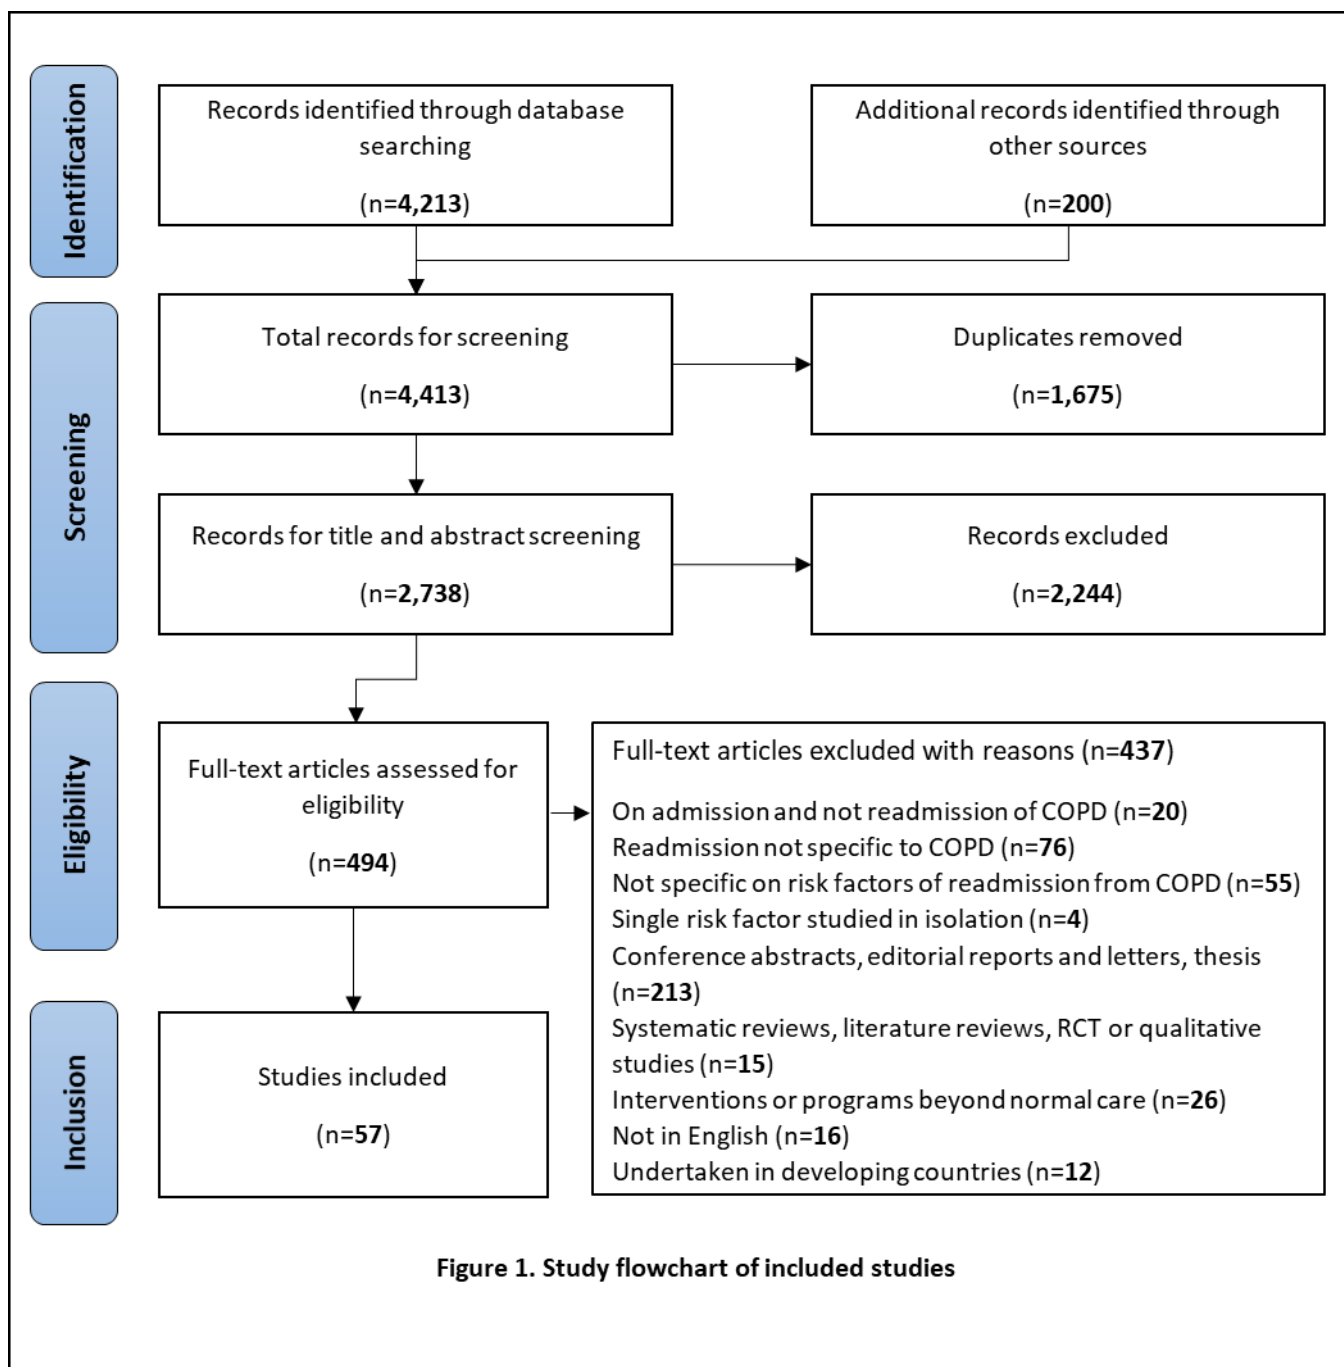 Identification
Records identified through database
searching
(n=4,213)
Additional records identified through
other sources
(n=200)
Screening
Total records for screening
(n=4,413)
Duplicates removed
(n=1,675)
Records for title and abstract screening
(n=2,738)
Records excluded
(n=2,244)
Eligibility
Full-text articles assessed for
eligibility
(n=494)
Full-text articles excluded with reasons (n=437)
On admission and not readmission of COPD (n=20)
Readmission not specific to COPD (n=76)
Not specific on risk factors of readmission from COPD (n=55)
Single risk factor studied in isolation (n=4)
Conference abstracts, editorial reports and letters, thesis
(n=213)
Systematic reviews, literature reviews, RCT or qualitative
studies (n=15)
Interventions or programs beyond normal care (n=26)
Not in English (n=16)
Undertaken in developing countries (n=12)
Inclusion
Studies included
(n=57)
Figure 1. Study flowchart of included studies